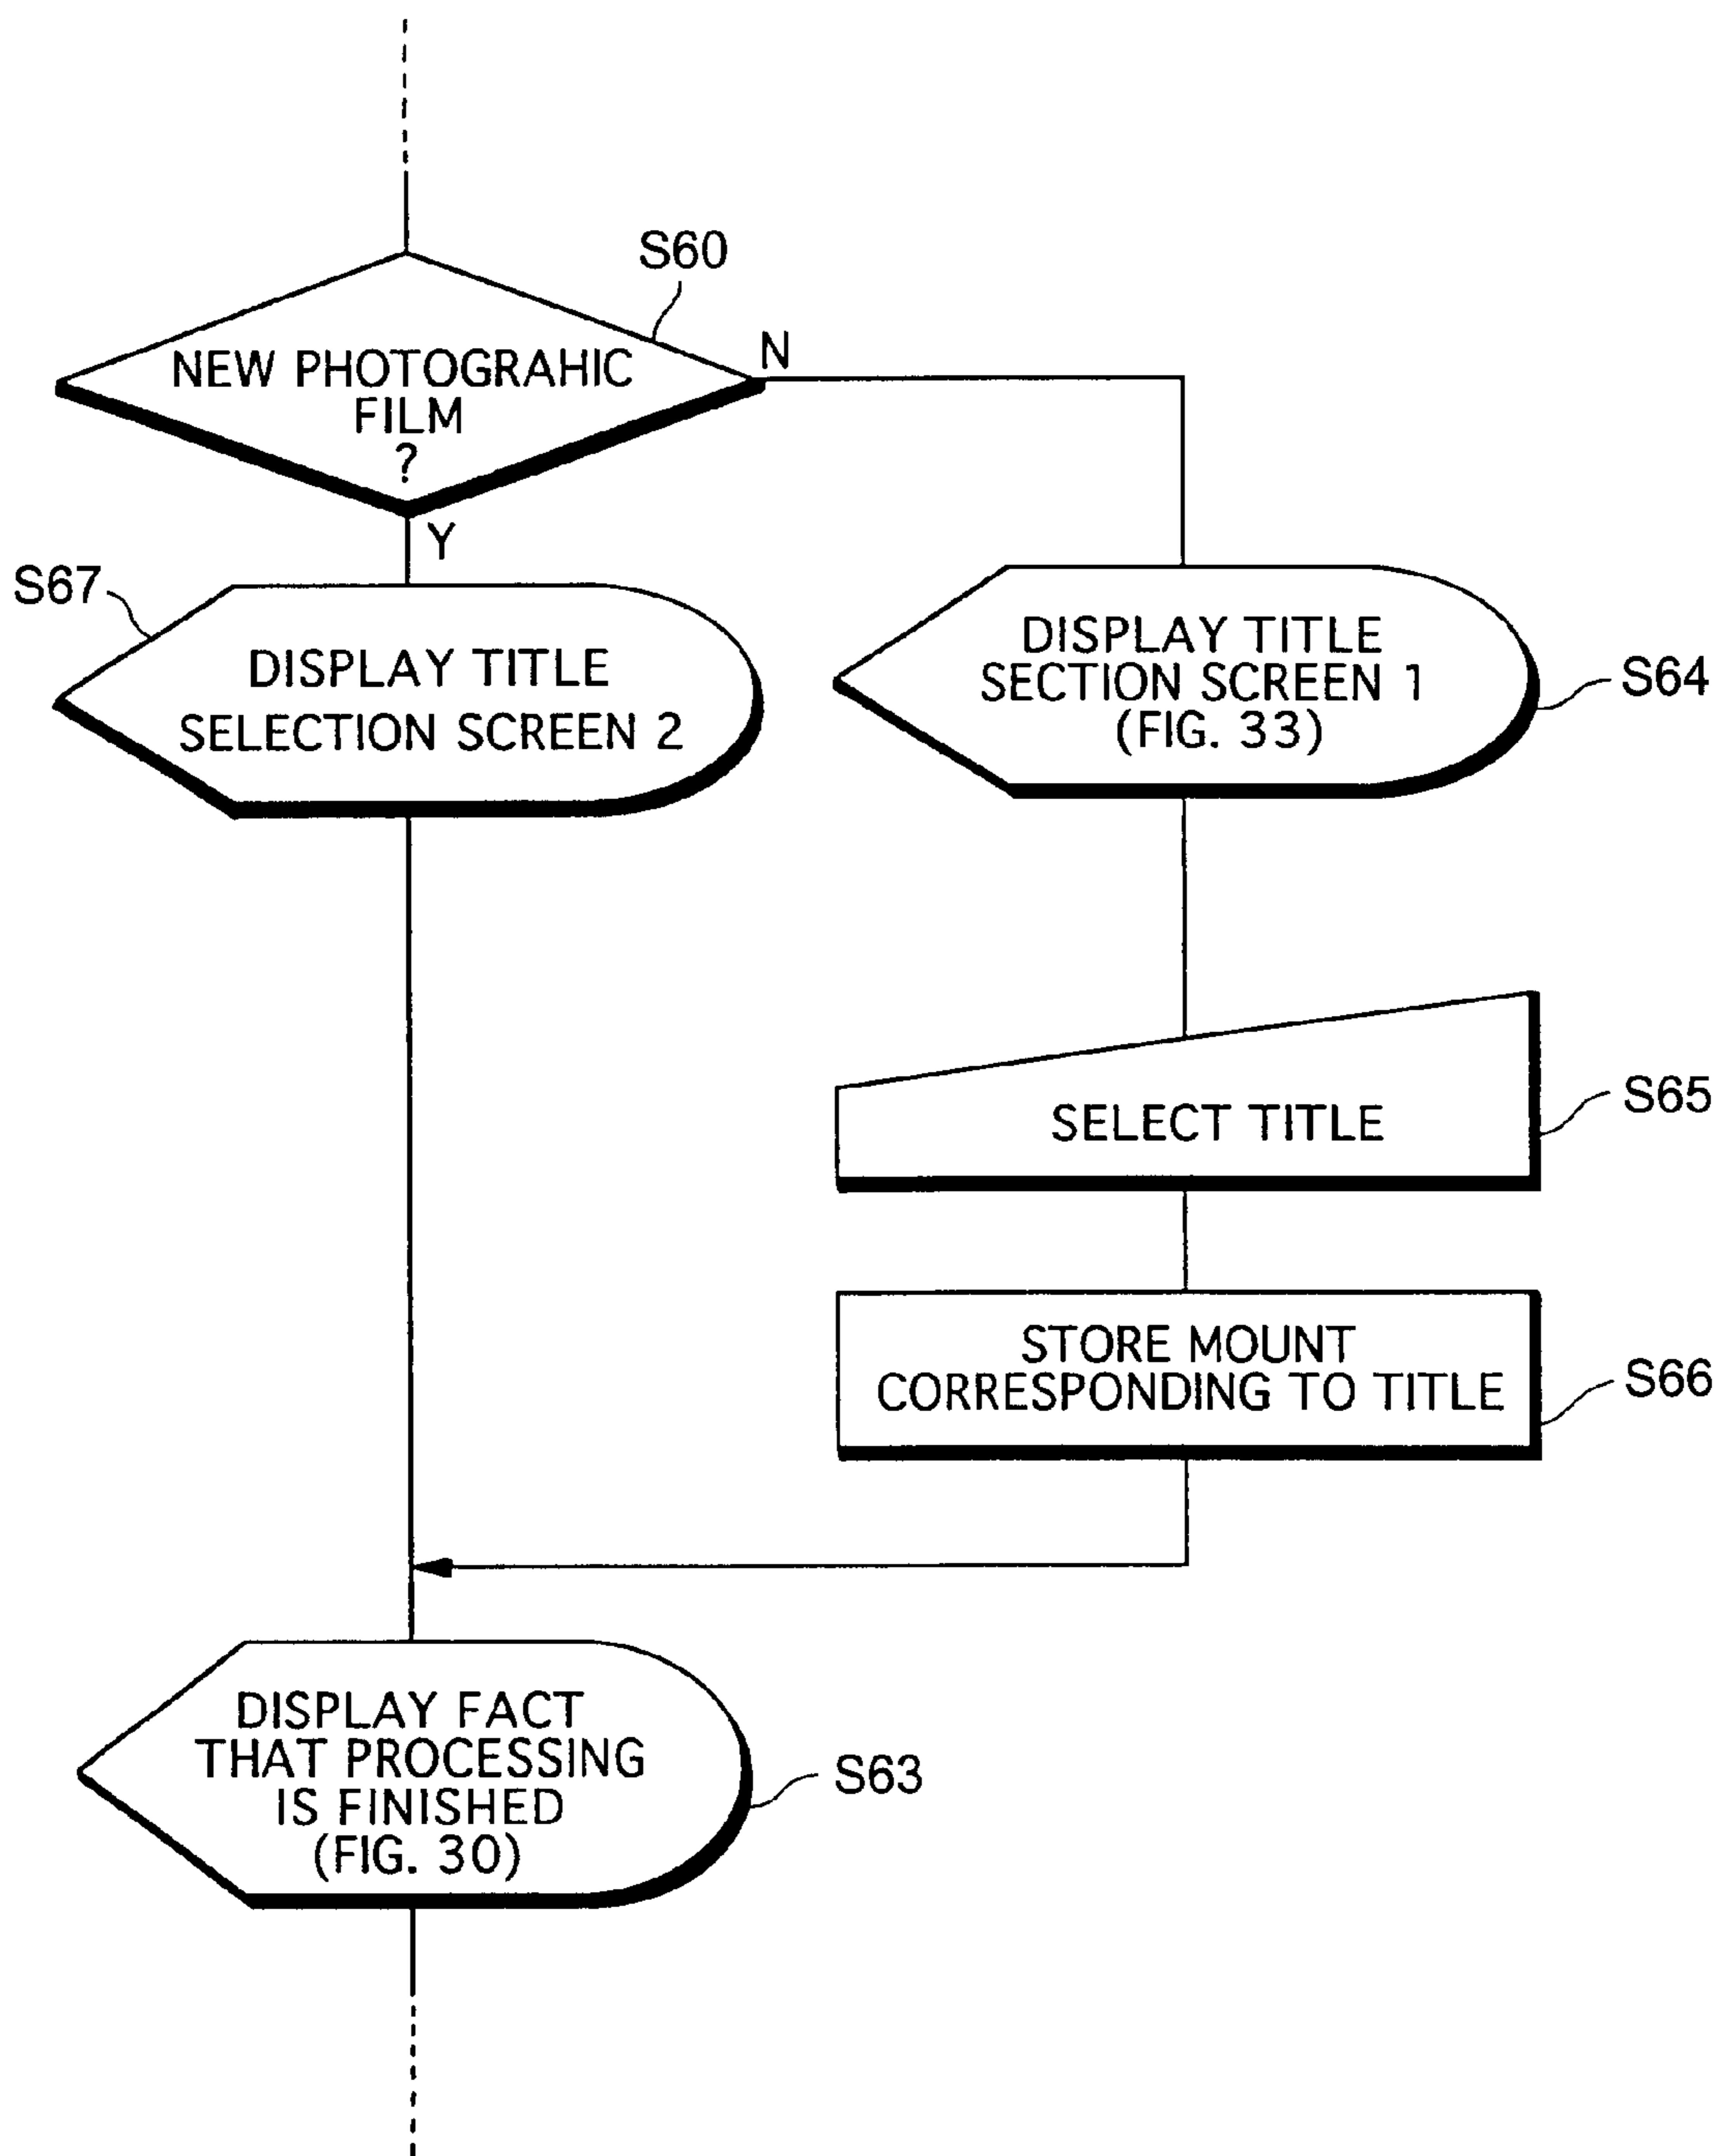 S60
NEW PHOTOGRAHIC
FILM
?
N
Y
S67
DISPLAY TITLE
SELECTION SCREEN 2
DISPLAY TITLE
SECTION SCREEN 1
(FIG. 33)
S64
SELECT TITLE
S65
STORE MOUNT
CORRESPONDING TO TITLE
S66
DISPLAY FACT
THAT PROCESSING
IS FINISHED
(FIG. 30)
S63